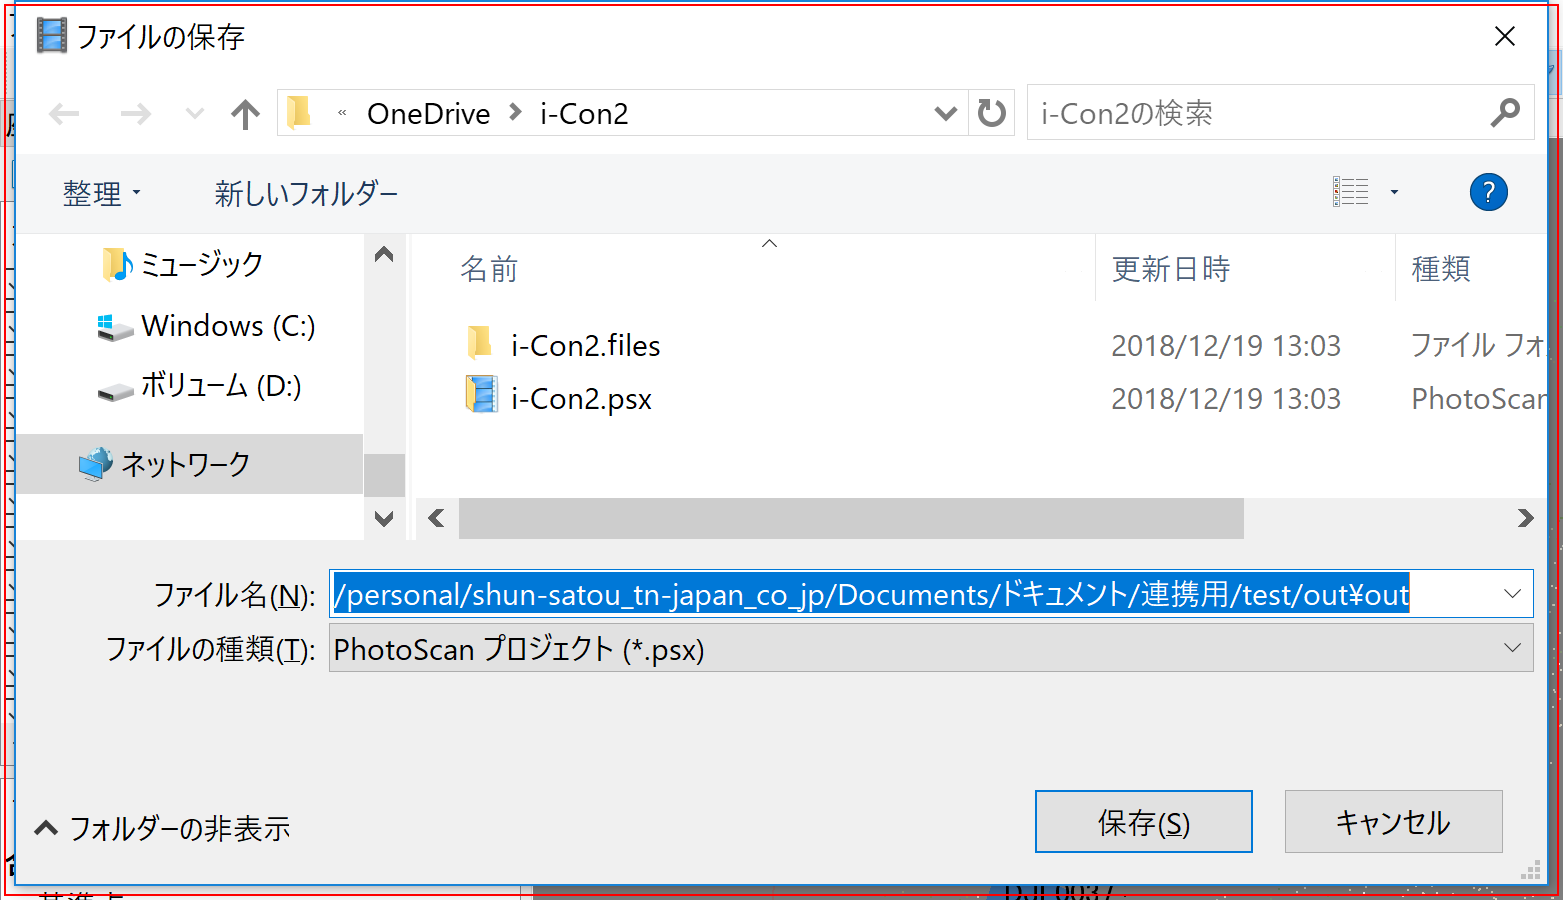 ファイルの保存
« OneDrive > i-Con2
i-Con2の検索
整理
新しいフォルダー
?
ミュージック
Windows (C:)
ボリューム (D:)
ネットワーク
名前 更新日時 種類
i-Con2.files 2018/12/19 13:03 ファイル フォ
i-Con2.psx 2018/12/19 13:03 PhotoScan
ファイル名(N): /personal/shun-satou_tn-japan_co_jp/Documents/ドキュメント/連携用/test/out¥out
ファイルの種類(T): PhotoScan プロジェクト (*.psx)
フォルダーの非表示
保存(S)
キャンセル